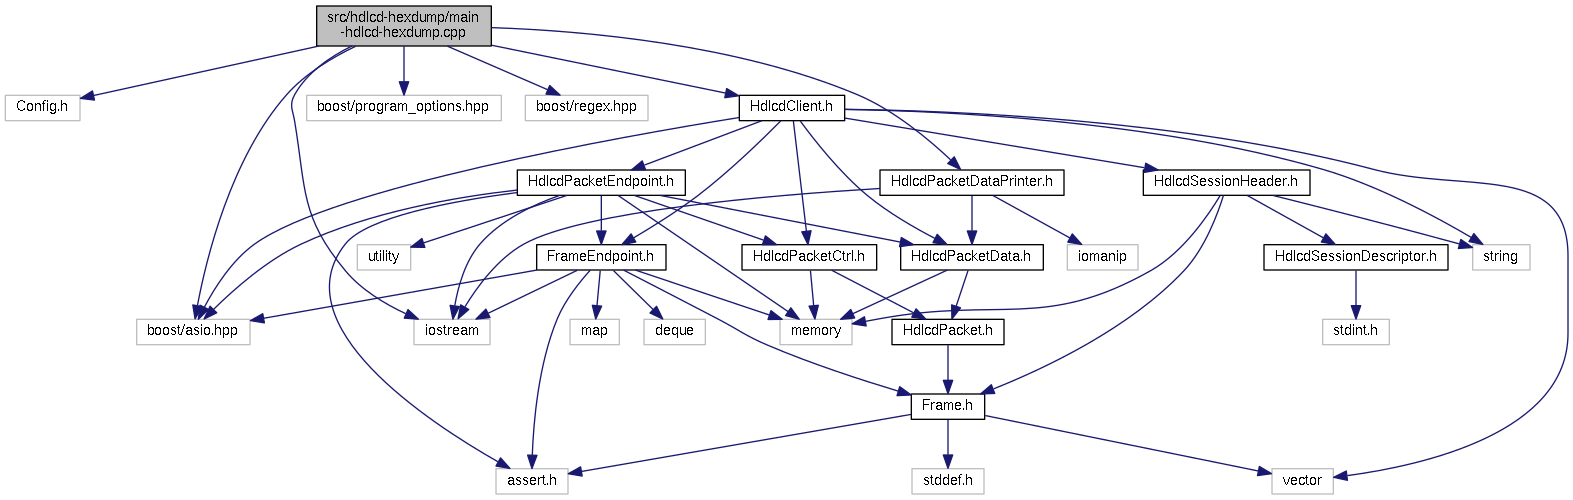 src/hdlcd-hexdump/main
-hdlcd-hexdump.cpp
Config.h
boost/program_options.hpp
boost/regex.hpp
HdlcdClient.h
HdlcdPacketEndpoint.h
HdlcdPacketDataPrinter.h
HdlcdSessionHeader.h
utility
FrameEndpoint.h
HdlcdPacketCtrl.h
HdlcdPacketData.h
iomanip
HdlcdSessionDescriptor.h
string
boost/asio.hpp
iostream
map
deque
memory
HdlcdPacket.h
stdint.h
Frame.h
assert.h
stddef.h
vector